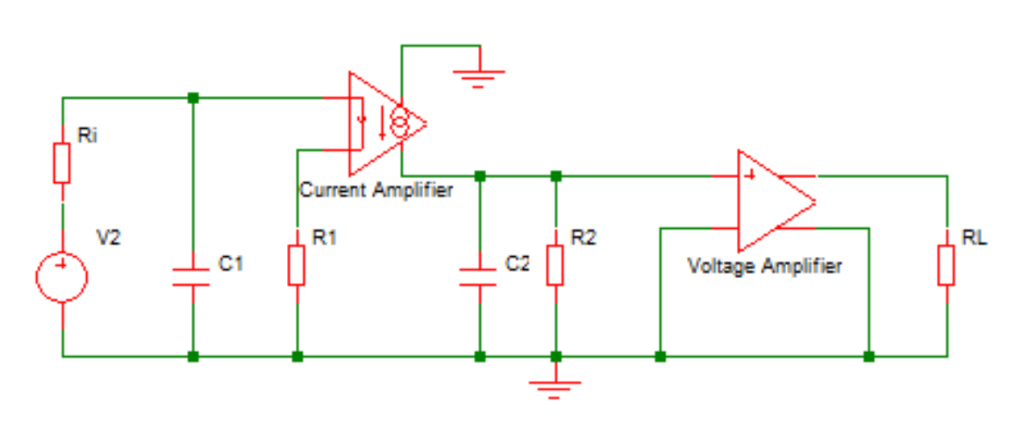 Ri
Current Amplifier
V2
R1
R2
RL
C1
C2
Voltage Amplifier